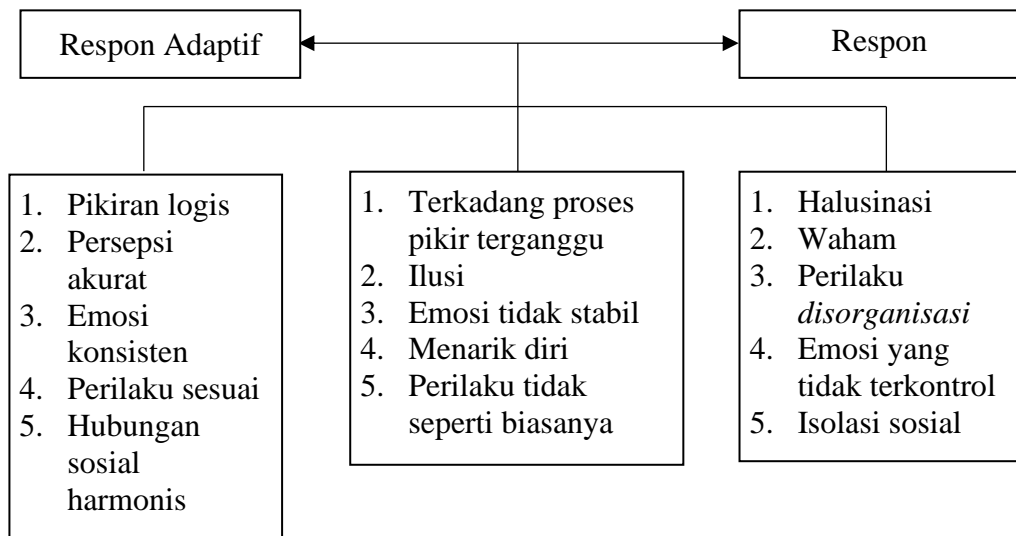 Respon Adaptif
Respon
1. Pikiran logis
2. Persepsi
akurat
3. Emosi
konsisten
4. Perilaku sesuai
5. Hubungan
sosial
harmonis
1. Terkadang proses
pikir terganggu
2. Ilusi
3. Emosi tidak stabil
4. Menarik diri
5. Perilaku tidak
seperti biasanya
1. Halusinasi
2. Waham
3. Perilaku
disorganisasi
4. Emosi yang
tidak terkontrol
5. Isolasi sosial